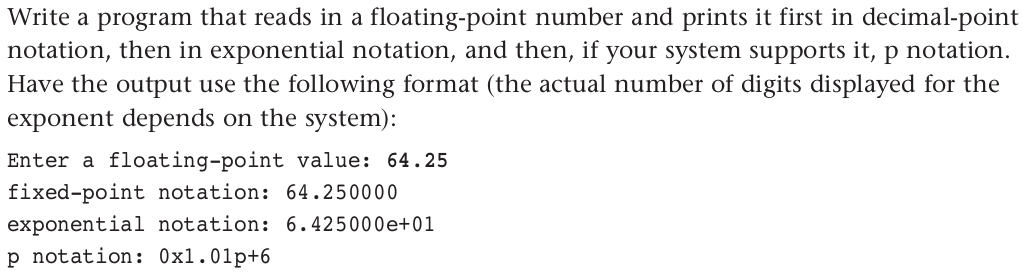 Write a program that reads in a floating-point number and prints it first in decimal-point
notation, then in exponential notation, and then, if your system supports it, p notation.
Have the output use the following format (the actual number of digits displayed for the
exponent depends on the system):
Enter a floating-point value: 64.25
fixed-point notation: 64.250000
exponential notation: 6.425000e+01
p notation: 0x1.01p+6